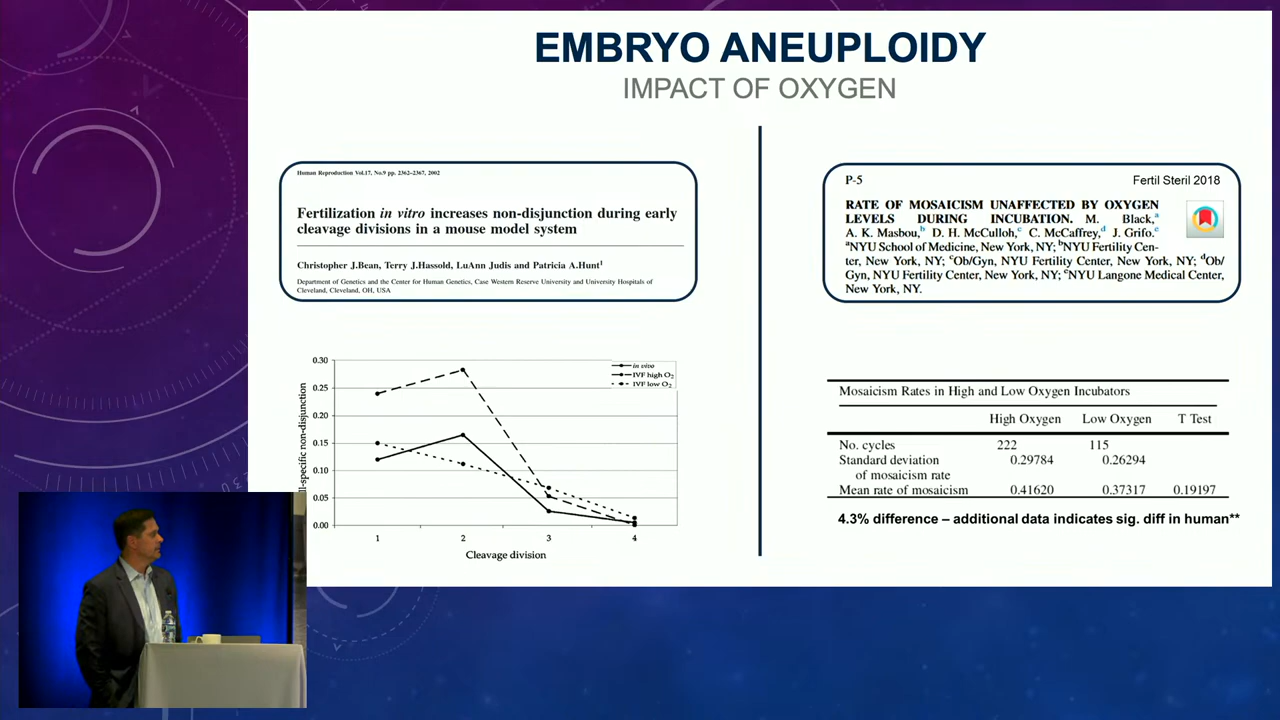 EMBRYO ANEUPLOIDY
IMPACT OF OXYGEN
Human Reproduction Vol.17, No.9 pp. 2362–2367, 2002
Fertilization in vitro increases non-disjunction during early
cleavage divisions in a mouse model system
Christopher J.Bean, Terry J.Hassold, LuAnn Judis and Patricia A.Hunt¹
Department of Genetics and the Center for Human Genetics, Case Western Reserve University and University Hospitals of
Cleveland, Cleveland, OH, USA
0.30
0.25
0.20
0.15
0.10
0.05
0.00
ll-specific non-disjunction
in vivo
IVF high O₂
IVF low O₂
1 2 3 4
Cleavage division
P-5 Fertil Steril 2018
RATE OF MOSAICISM UNAFFECTED BY OXYGEN
LEVELS DURING INCUBATION. M. Black,ᵃ
A. K. Masbou,ᵇ D. H. McCulloh,ᶜ C. McCaffrey,ᵈ J. Grifo.ᵉ
ᵃNYU School of Medicine, New York, NY; ᵇNYU Fertility Cen-
ter, New York, NY; ᶜOb/Gyn, NYU Fertility Center, New York, NY; ᵈOb/
Gyn, NYU Fertility Center, New York, NY; ᵉNYU Langone Medical Center,
New York, NY.
Mosaicism Rates in High and Low Oxygen Incubators
High Oxygen Low Oxygen T Test
No. cycles 222 115
Standard deviation 0.29784 0.26294
of mosaicism rate
Mean rate of mosaicism 0.41620 0.37317 0.19197
4.3% difference – additional data indicates sig. diff in human**